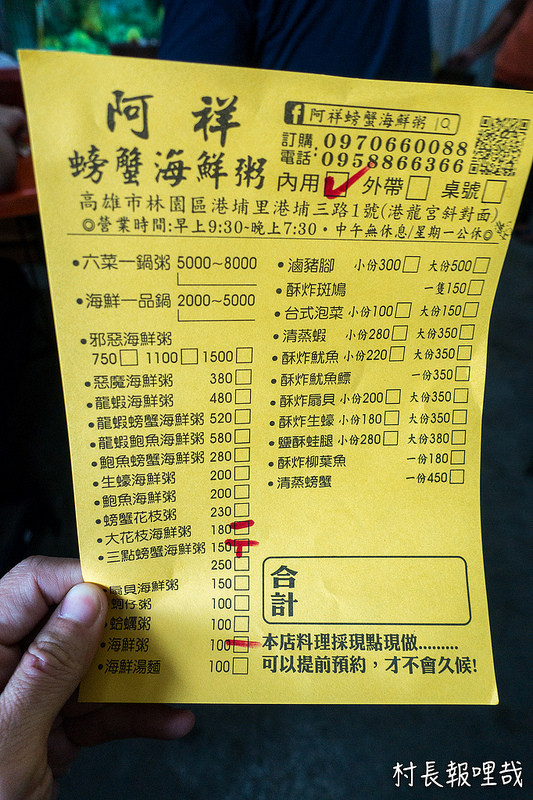 阿祥
螃蟹海鮮粥
f 阿祥螃蟹海鮮粥
訂購電話: 0970660088
0958866366
內用 外帶 桌號
高雄市林園區港埔里港埔三路1號(港龍宮斜對面)
◎營業時間:早上9:30~晚上7:30・中午無休息/星期一公休◎
•六菜一鍋粥 5000~8000
•海鮮一品鍋 2000~5000
•邪惡海鮮粥
750 1100 1500
•惡魔海鮮粥 380
•龍蝦海鮮粥 480
•龍蝦螃蟹海鮮粥 520
•龍蝦鮑魚海鮮粥 580
•鮑魚螃蟹海鮮粥 280
•生蠔海鮮粥 200
•鮑魚海鮮粥 200
•螃蟹花枝粥 230
•大花枝海鮮粥 180
•三點螃蟹海鮮粥 150
250
扇貝海鮮粥 150
蚵仔粥 100
•蛤蠣粥 100
•海鮮粥 100
•海鮮湯麵 100
•滷豬腳 小份300 大份500
•酥炸斑鳩 一隻150
•台式泡菜 小份100 大份150
•清蒸蝦 小份280 大份350
•酥炸魷魚 小份220 大份350
•酥炸魷魚鰾 一份350
•酥炸扇貝 小份200 大份350
•酥炸生蠔 小份180 大份350
•鹽酥蛙腿 小份280 大份380
•酥炸柳葉魚 一份180
•清蒸螃蟹 一份450
合計
本店料理採現點現做.........
可以提前預約，才不會久候!
村長報哩哉